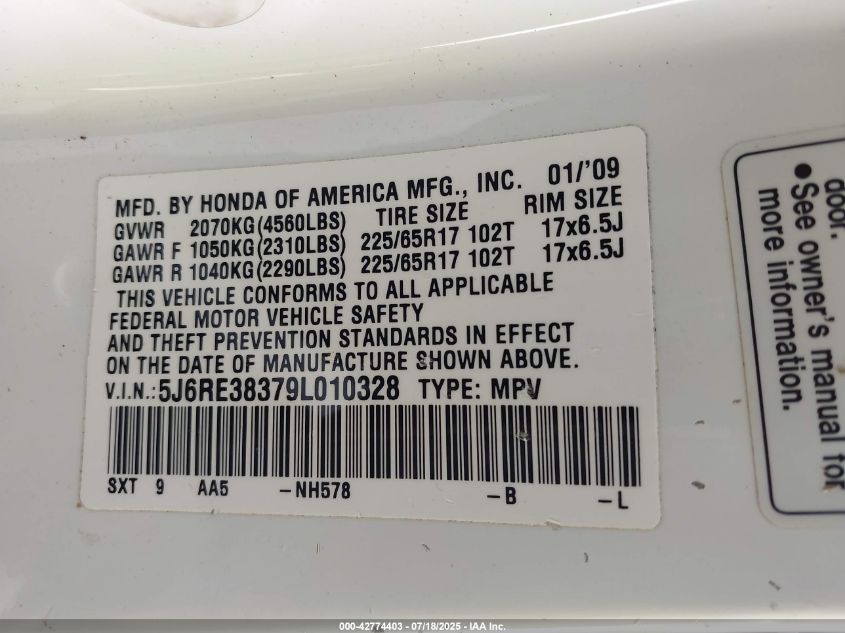 MFD. BY HONDA OF AMERICA MFG., INC. 01/'09
GVWR 2070KG(4560LBS) TIRE SIZE RIM SIZE
GAWR F 1050KG(2310LBS) 225/65R17 102T 17x6.5J
GAWR R 1040KG(2290LBS) 225/65R17 102T 17x6.5J
THIS VEHICLE CONFORMS TO ALL APPLICABLE
FEDERAL MOTOR VEHICLE SAFETY
AND THEFT PREVENTION STANDARDS IN EFFECT
ON THE DATE OF MANUFACTURE SHOWN ABOVE.
V.I.N.:5J6RE38379L010328 TYPE: MPV
SXT 9 AA5 -NH578 -B -L
door.
●See owner's manual for
more information.
000-42774403 - 07/18/2025 - IAA Inc.